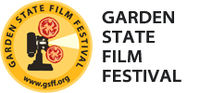 GARDEN STATE FILM FESTIVAL
www.gsff.org
GARDEN
STATE
FILM
FESTIVAL